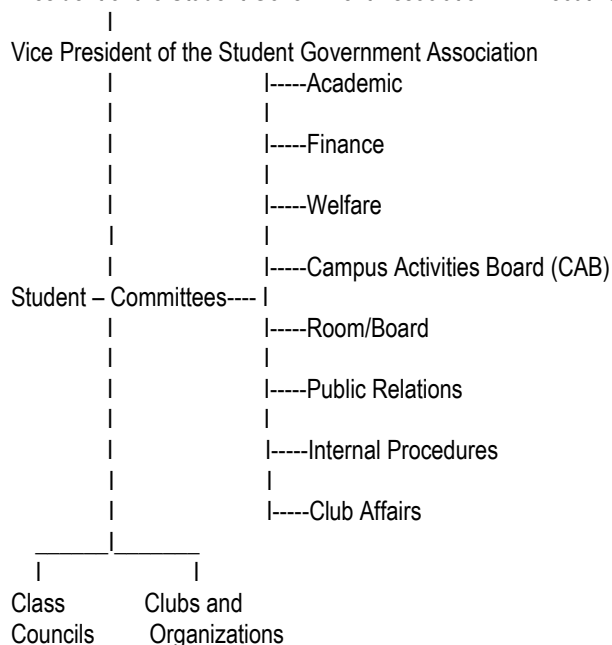 Vice President of the Student Government Association
Academic
Finance
Welfare
Campus Activities Board (CAB)
Student – Committees
Room/Board
Public Relations
Internal Procedures
Club Affairs
Class Clubs and
Councils Organizations